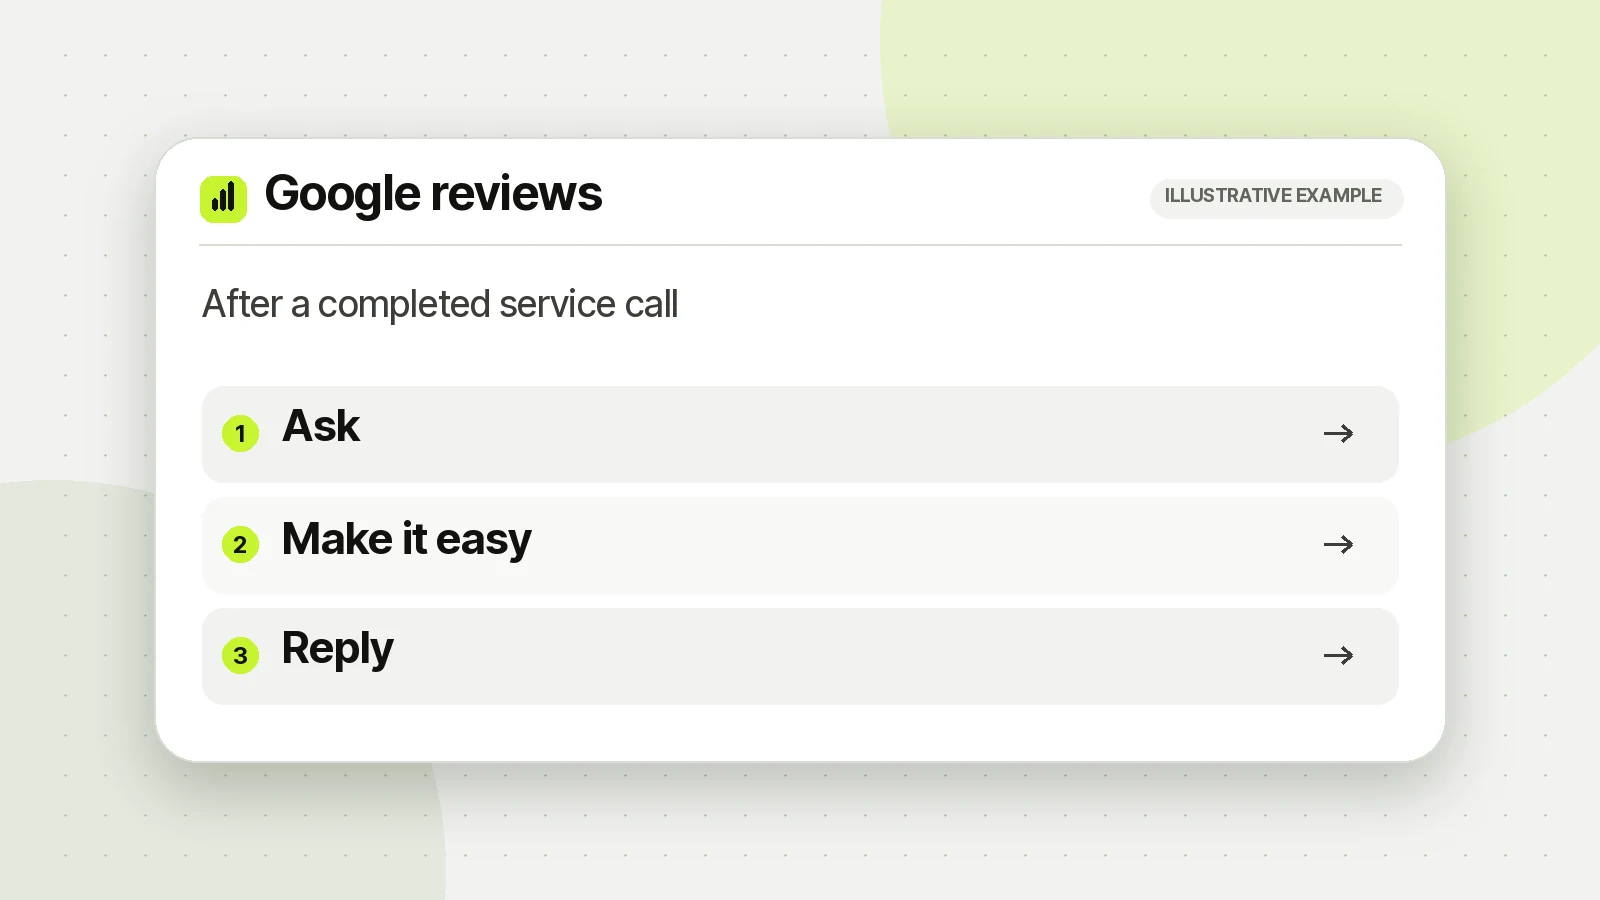 Google reviews
ILLUSTRATIVE EXAMPLE
After a completed service call
1 Ask →
2 Make it easy →
3 Reply →